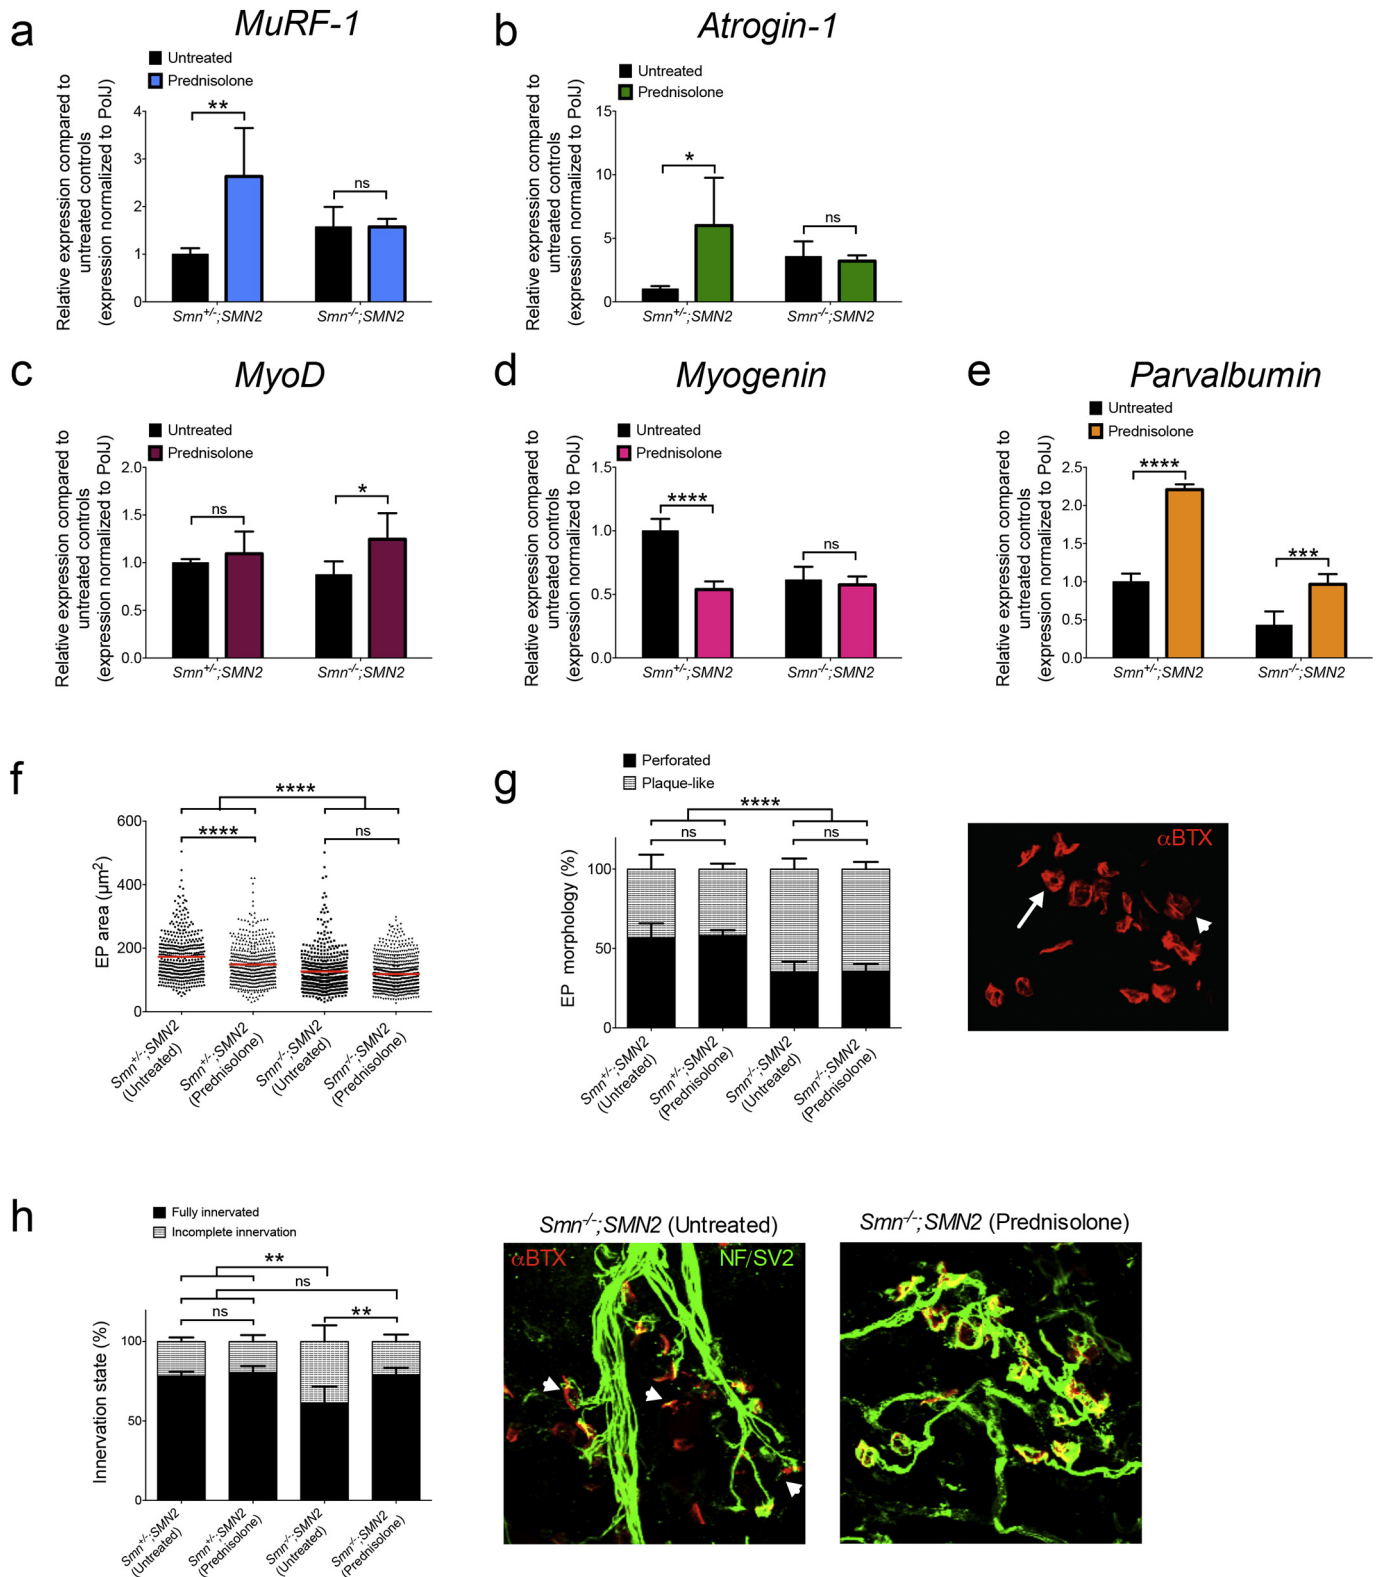 a
MuRF-1
Untreated
Prednisolone
Relative expression compared to
untreated controls
(expression normalized to PolJ)
4
3
2
1
0
**
ns
Smn+/-;SMN2
Smn-/-;SMN2
b
Atrogin-1
Untreated
Prednisolone
Relative expression compared to
untreated controls
(expression normalized to PolJ)
15
10
5
0
*
ns
Smn+/-;SMN2
Smn-/-;SMN2
c
MyoD
Untreated
Prednisolone
Relative expression compared to
untreated controls
(expression normalized to PolJ)
2.0
1.5
1.0
0.5
0.0
ns
*
Smn+/-;SMN2
Smn-/-;SMN2
d
Myogenin
Untreated
Prednisolone
Relative expression compared to
untreated controls
(expression normalized to PolJ)
1.5
1.0
0.5
0.0
****
ns
Smn+/-;SMN2
Smn-/-;SMN2
e
Parvalbumin
Untreated
Prednisolone
Relative expression compared to
untreated controls
(expression normalized to PolJ)
2.5
2.0
1.5
1.0
0.5
0.0
****
***
Smn+/-;SMN2
Smn-/-;SMN2
f
EP area (µm2)
600
400
200
0
****
****
ns
Smn+/-;SMN2
(Untreated)
Smn+/-;SMN2
(Prednisolone)
Smn-/-;SMN2
(Untreated)
Smn-/-;SMN2
(Prednisolone)
g
Perforated
Plaque-like
EP morphology (%)
100
50
0
****
ns
ns
Smn+/-;SMN2
(Untreated)
Smn+/-;SMN2
(Prednisolone)
Smn-/-;SMN2
(Untreated)
Smn-/-;SMN2
(Prednisolone)
αBTX
h
Fully innervated
Incomplete innervation
Innervation state (%)
100
50
0
**
ns
ns
**
Smn+/-;SMN2
(Untreated)
Smn+/-;SMN2
(Prednisolone)
Smn-/-;SMN2
(Untreated)
Smn-/-;SMN2
(Prednisolone)
Smn-/-;SMN2 (Untreated)
αBTX
NF/SV2
Smn-/-;SMN2 (Prednisolone)